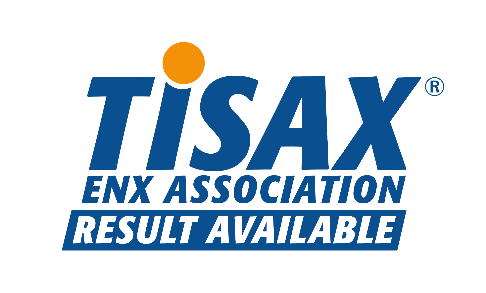 TiSAX®
ENX ASSOCIATION
RESULT AVAILABLE